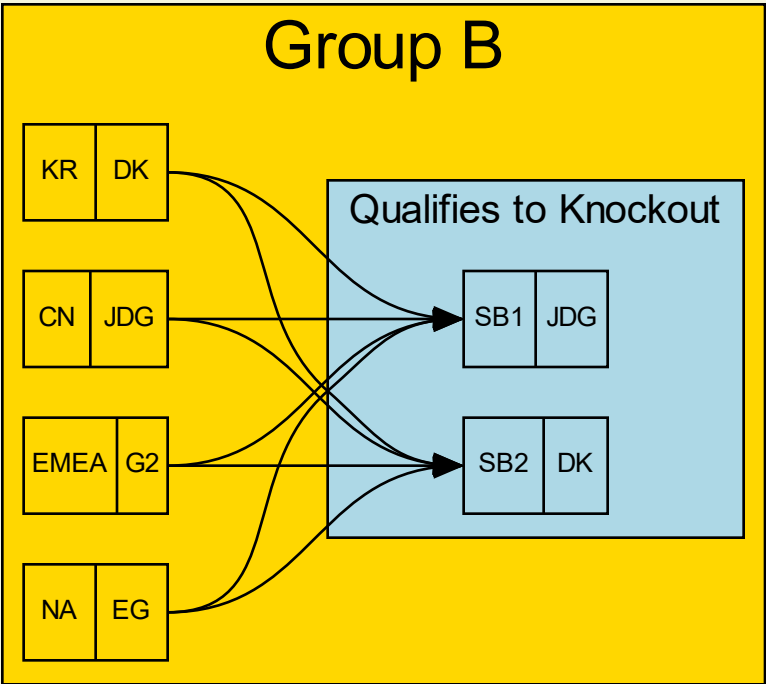 Group B
KR DK
CN JDG
EMEA G2
NA EG
Qualifies to Knockout
SB1 JDG
SB2 DK